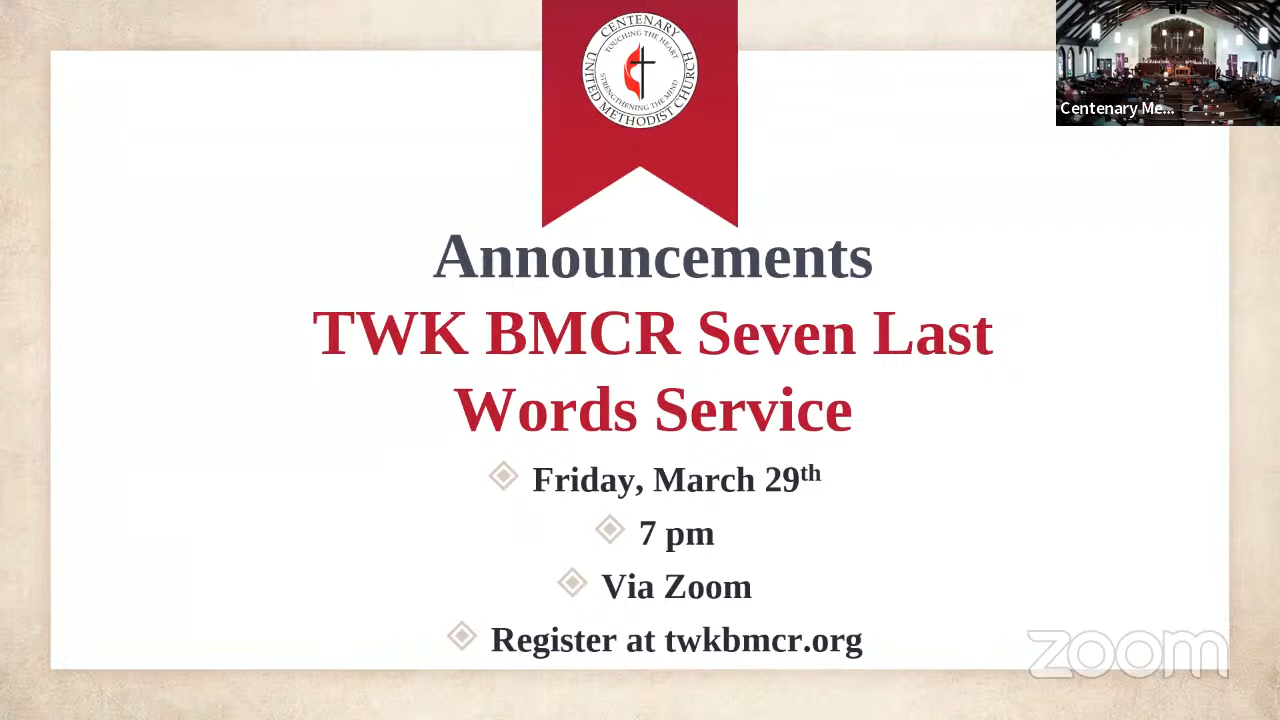 CENTENARY
TOUCHING THE HEART
STRENGTHENING THE MIND
UNITED METHODIST CHURCH
Centenary Me...
Announcements
TWK BMCR Seven Last
Words Service
Friday, March 29th
7 pm
Via Zoom
Register at twkbmcr.org
zoom